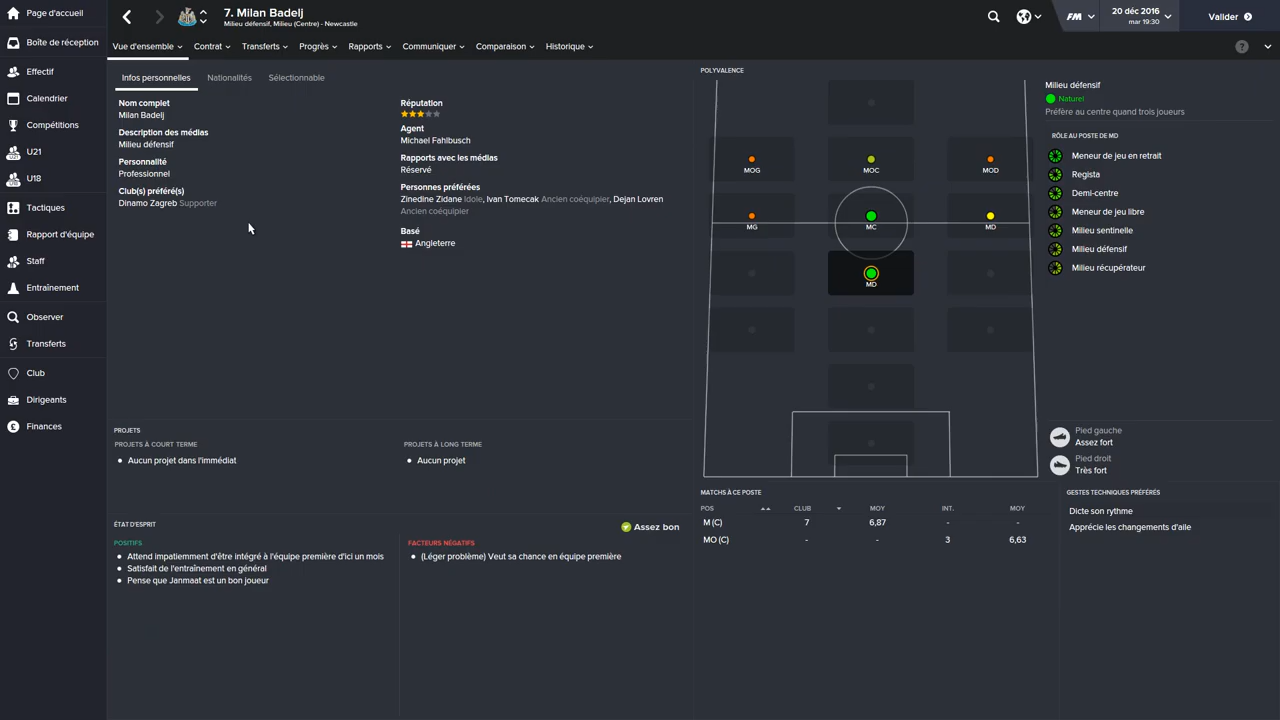 Page d'accueil
Boîte de réception
Effectif
Calendrier
Compétitions
U21
U18
Tactiques
Rapport d'équipe
Staff
Entraînement
Observer
Transferts
Club
Dirigeants
Finances
7. Milan Badelj
Milieu défensif, Milieu (Centre) - Newcastle
FM
20 déc 2016
mar 19:30
Valider
Vue d'ensemble
Contrat
Transferts
Progrès
Rapports
Communiquer
Comparaison
Historique
?
Infos personnelles
Nationalités
Sélectionnable
Nom complet
Milan Badelj
Description des médias
Milieu défensif
Personnalité
Professionnel
Club(s) préféré(s)
Dinamo Zagreb Supporter
Réputation
Agent
Michael Fahlbusch
Rapports avec les médias
Réservé
Personnes préférées
Zinedine Zidane Idole, Ivan Tomecak Ancien coéquipier, Dejan Lovren
Ancien coéquipier
Basé
Angleterre
PROJETS
PROJETS À COURT TERME
Aucun projet dans l'immédiat
PROJETS À LONG TERME
Aucun projet
ÉTAT D'ESPRIT
Assez bon
POSITIFS
Attend impatiemment d'être intégré à l'équipe première d'ici un mois
Satisfait de l'entraînement en général
Pense que Janmaat est un bon joueur
FACTEURS NÉGATIFS
(Léger problème) Veut sa chance en équipe première
POLYVALENCE
MOG
MOC
MOD
MG
MC
MD
MD
Milieu défensif
Naturel
Préfère au centre quand trois joueurs
RÔLE AU POSTE DE MD
Meneur de jeu en retrait
Regista
Demi-centre
Meneur de jeu libre
Milieu sentinelle
Milieu défensif
Milieu récupérateur
Pied gauche
Assez fort
Pied droit
Très fort
MATCHS À CE POSTE
POS CLUB MOY INT. MOY
M (C) 7 6,87 - -
MO (C) - - 3 6,63
GESTES TECHNIQUES PRÉFÉRÉS
Dicte son rythme
Apprécie les changements d'aile